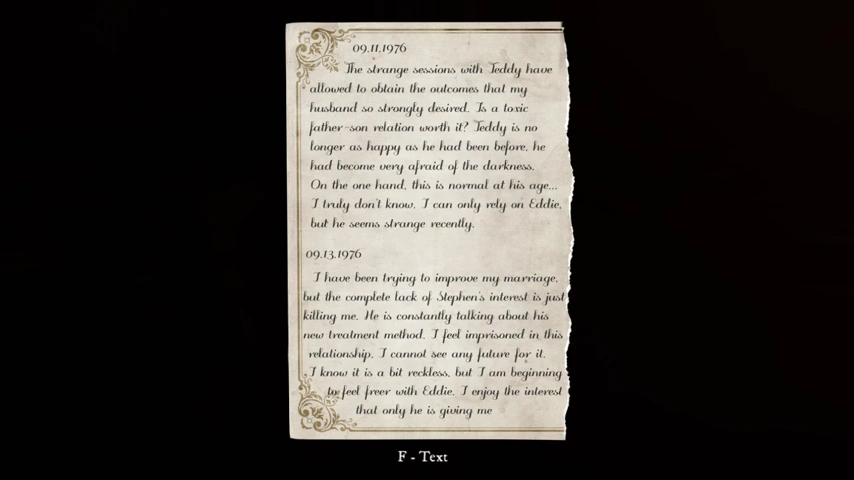 09.11.1976
The strange sessions with Teddy have
allowed to obtain the outcomes that my
husband so strongly desired. Is a toxic
father-son relation worth it? Teddy is no
longer as happy as he had been before, he
had become very afraid of the darkness.
On the one hand, this is normal at his age...
I truly don't know. I can only rely on Eddie,
but he seems strange recently.
09.13.1976
I have been trying to improve my marriage,
but the complete lack of Stephen's interest is just
killing me. He is constantly talking about his
new treatment method. I feel imprisoned in this
relationship, I cannot see any future for it.
I know it is a bit reckless, but I am beginning
to feel freer with Eddie. I enjoy the interest
that only he is giving me
F - Text